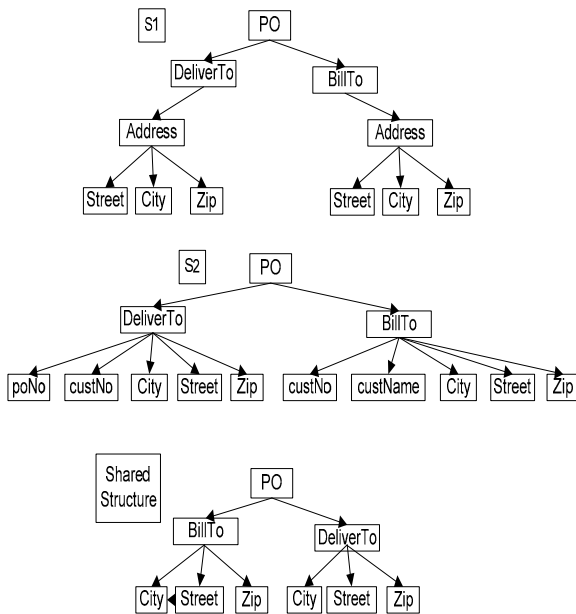 S1
PO
DeliverTo
BillTo
Address
Address
Street
City
Zip
Street
City
Zip
S2
PO
DeliverTo
BillTo
poNo
custNo
City
Street
Zip
custNo
custName
City
Street
Zip
Shared
Structure
PO
BillTo
DeliverTo
City
Street
Zip
City
Street
Zip